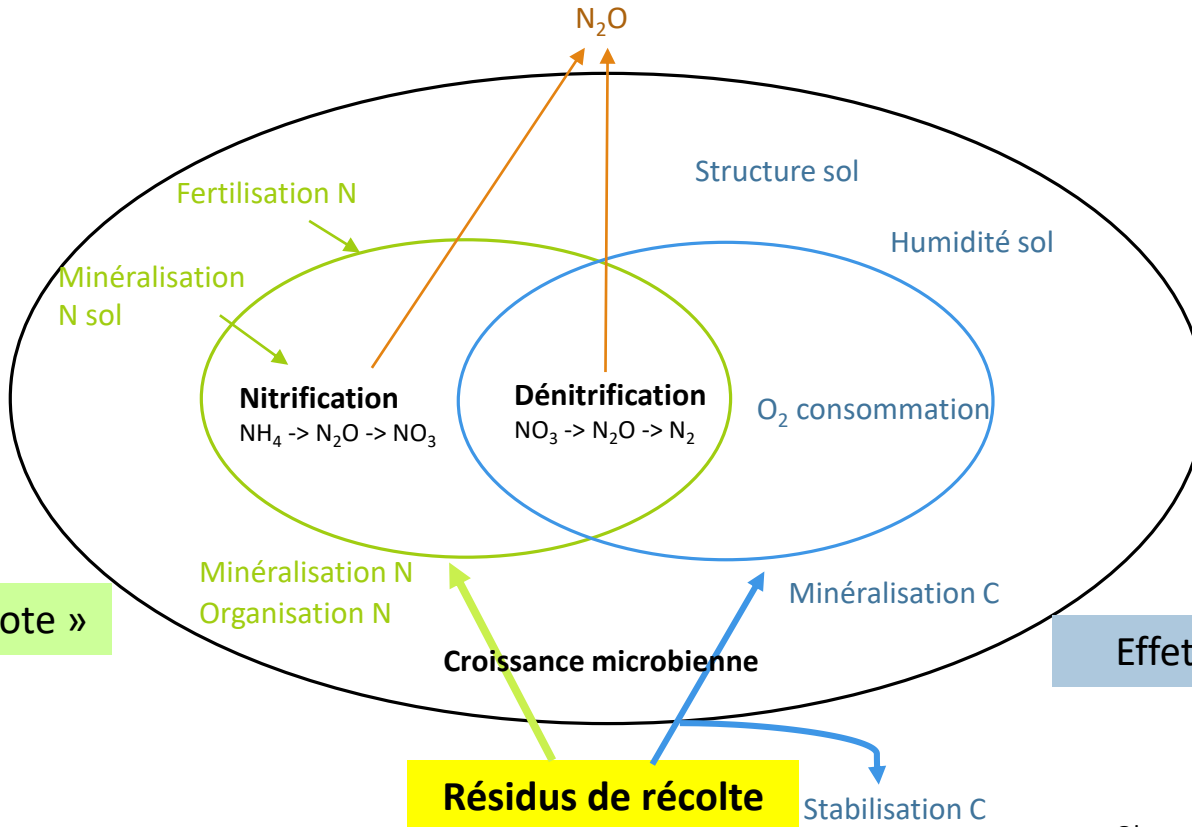 N₂O
Structure sol
Fertilisation N
Humidité sol
Minéralisation
N sol
Nitrification
NH₄ -> N₂O -> NO₃
Dénitrification
NO₃ -> N₂O -> N₂
O₂ consommation
Minéralisation N
Organisation N
Minéralisation C
ote »
Effet
Croissance microbienne
Résidus de récolte
Stabilisation C